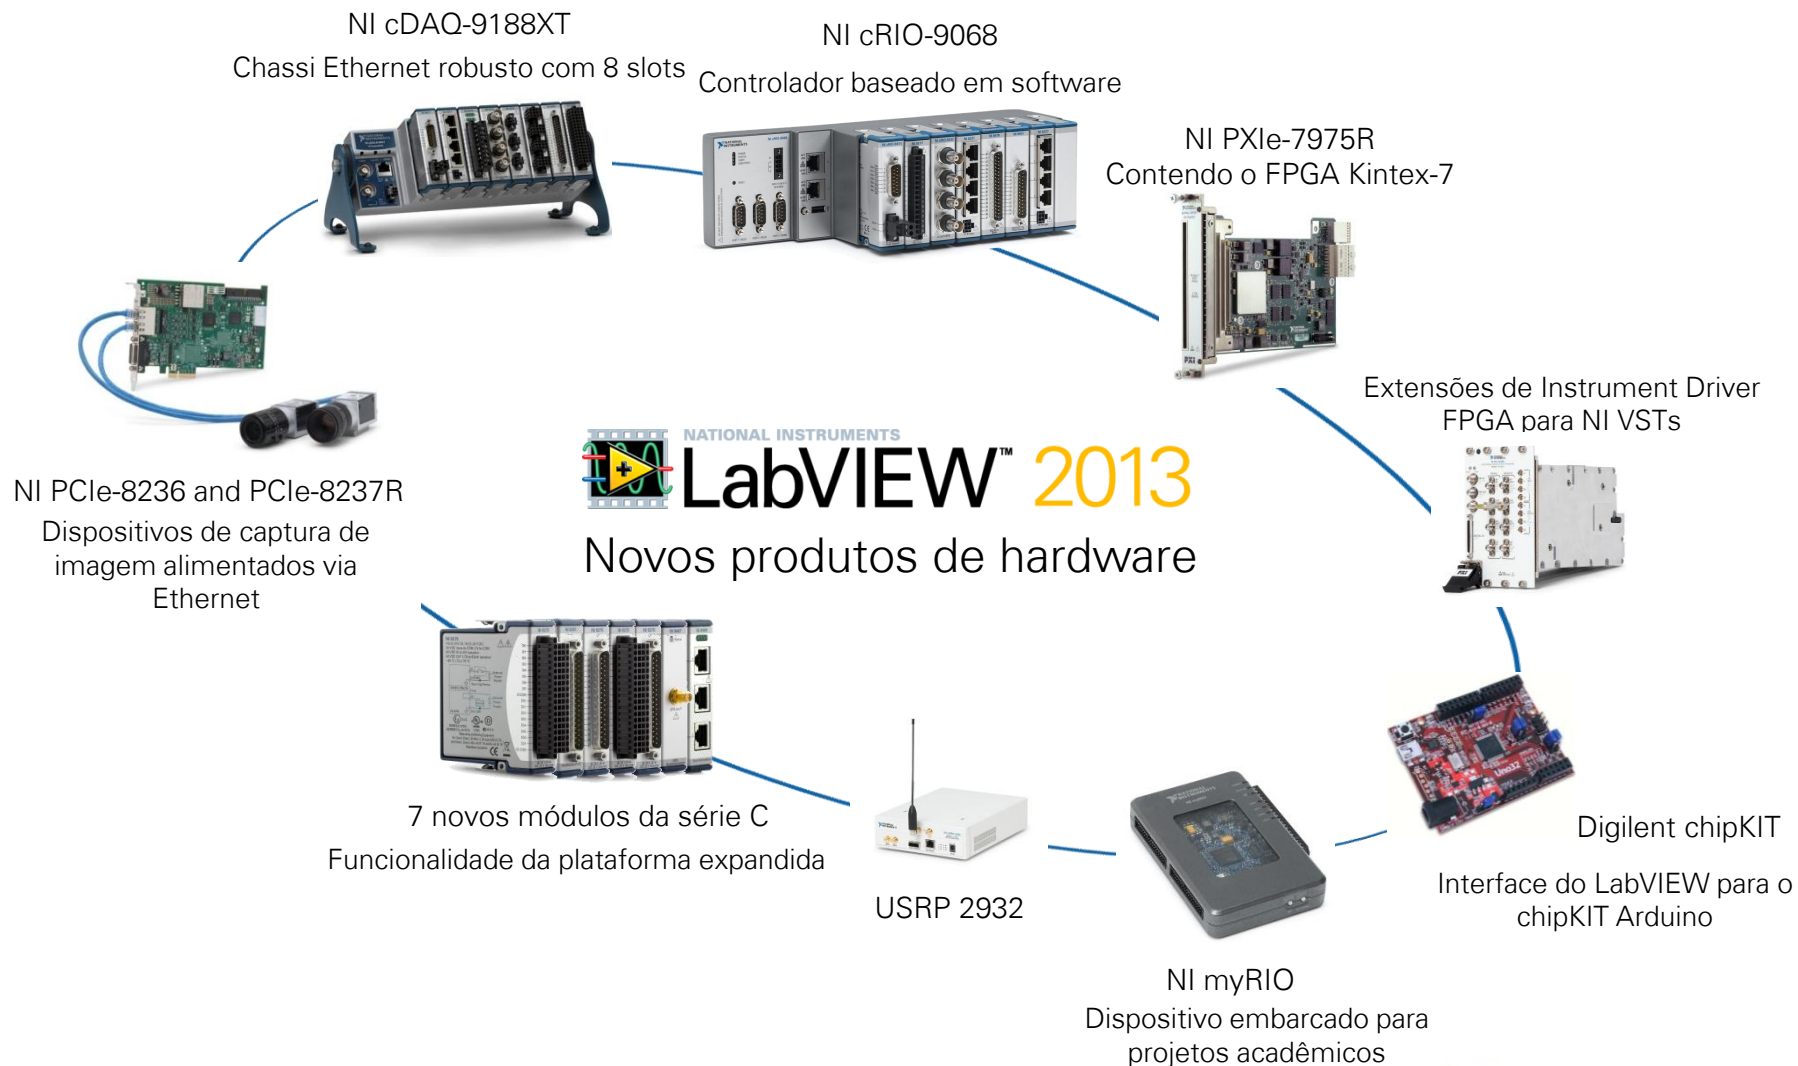 NI cDAQ-9188XT
Chassi Ethernet robusto com 8 slots
NI cRIO-9068
Controlador baseado em software
NI PXIe-7975R
Contendo o FPGA Kintex-7
Extensões de Instrument Driver
FPGA para NI VSTs
NATIONAL INSTRUMENTS
LabVIEW™ 2013
Novos produtos de hardware
NI PCIe-8236 and PCIe-8237R
Dispositivos de captura de
imagem alimentados via
Ethernet
7 novos módulos da série C
Funcionalidade da plataforma expandida
USRP 2932
Uno32
PXI
Digilent chipKIT
Interface do LabVIEW para o
chipKIT Arduino
NI myRIO
Dispositivo embarcado para
projetos acadêmicos